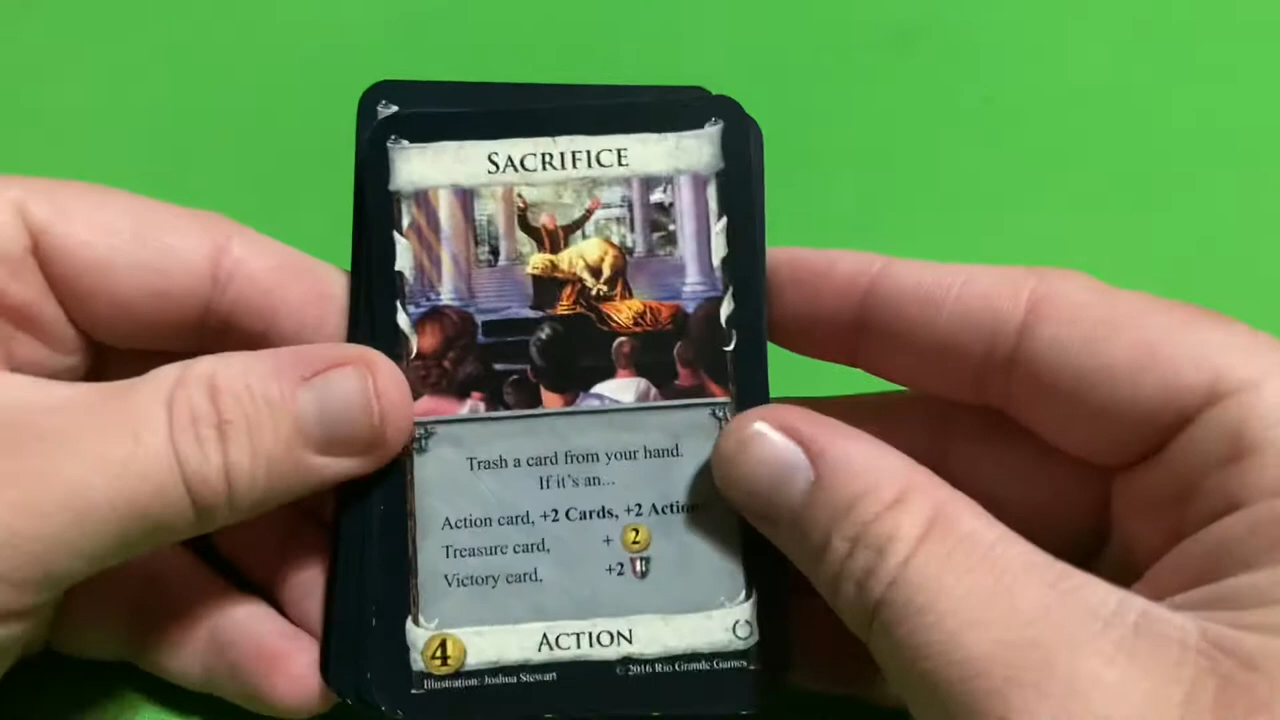 SACRIFICE
Trash a card from your hand.
If it's an...
Action card, +2 Cards, +2 Actio
Treasure card, + 2
Victory card, +2
4 ACTION
Illustration: Joshua Stewart © 2016 Rio Grande Games